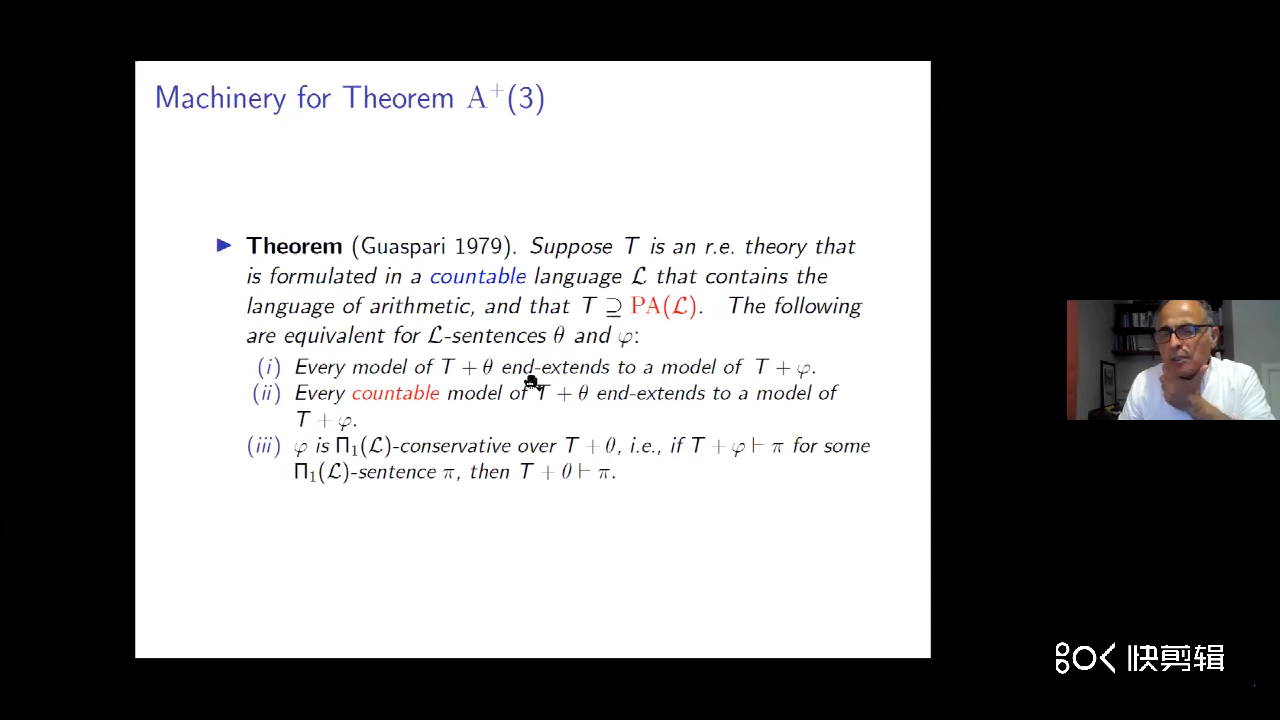 Machinery for Theorem A⁺(3)
▶ Theorem (Guaspari 1979). Suppose T is an r.e. theory that
is formulated in a countable language ℒ that contains the
language of arithmetic, and that T ⊇ PA(ℒ). The following
are equivalent for ℒ-sentences θ and φ:
(i) Every model of T + θ end-extends to a model of T + φ.
(ii) Every countable model of T + θ end-extends to a model of
T + φ.
(iii) φ is Π₁(ℒ)-conservative over T + θ, i.e., if T + φ ⊢ π for some
Π₁(ℒ)-sentence π, then T + θ ⊢ π.
快剪辑